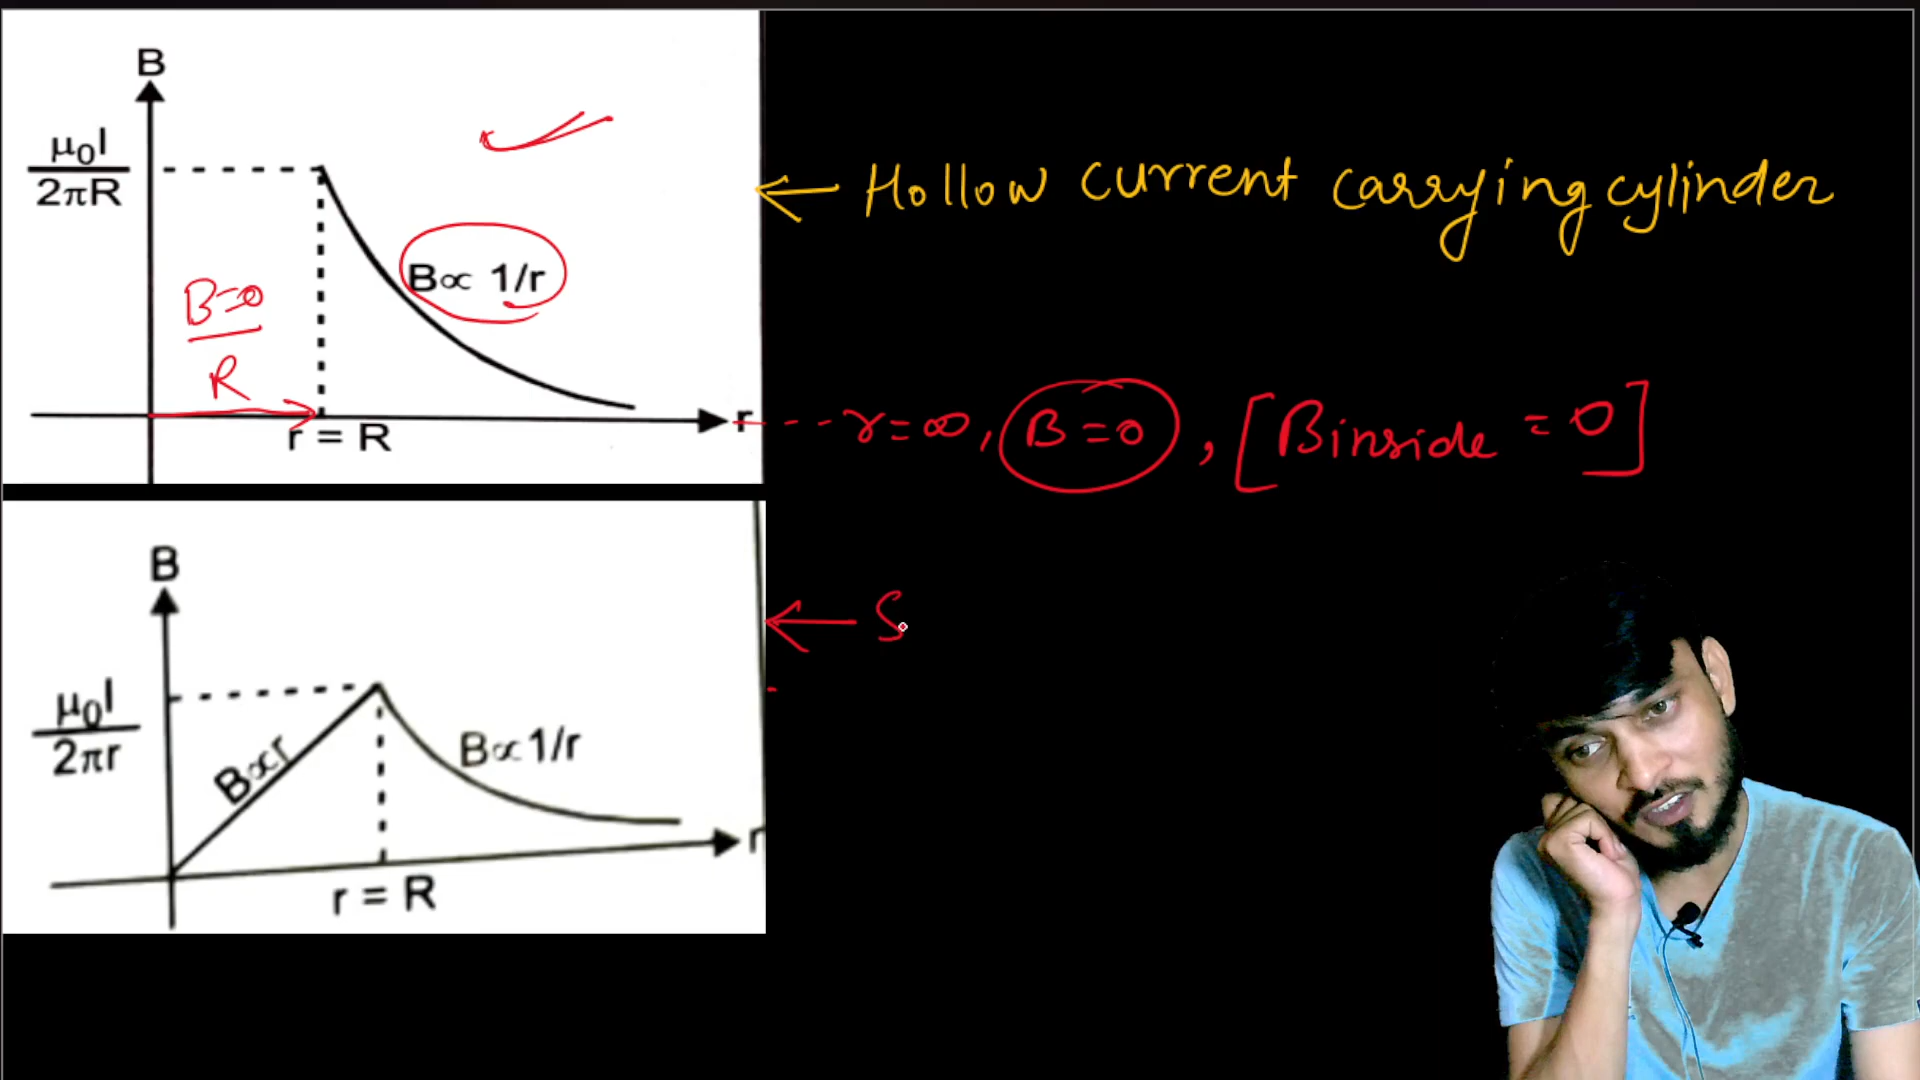 B
μ₀I
2πR
B∝ 1/r
B=0
R
r = R
r
← Hollow current carrying cylinder
r=∞, B=0, [Binside = 0]
B
μ₀I
2πr
B∝r
B∝1/r
r = R
r
← S